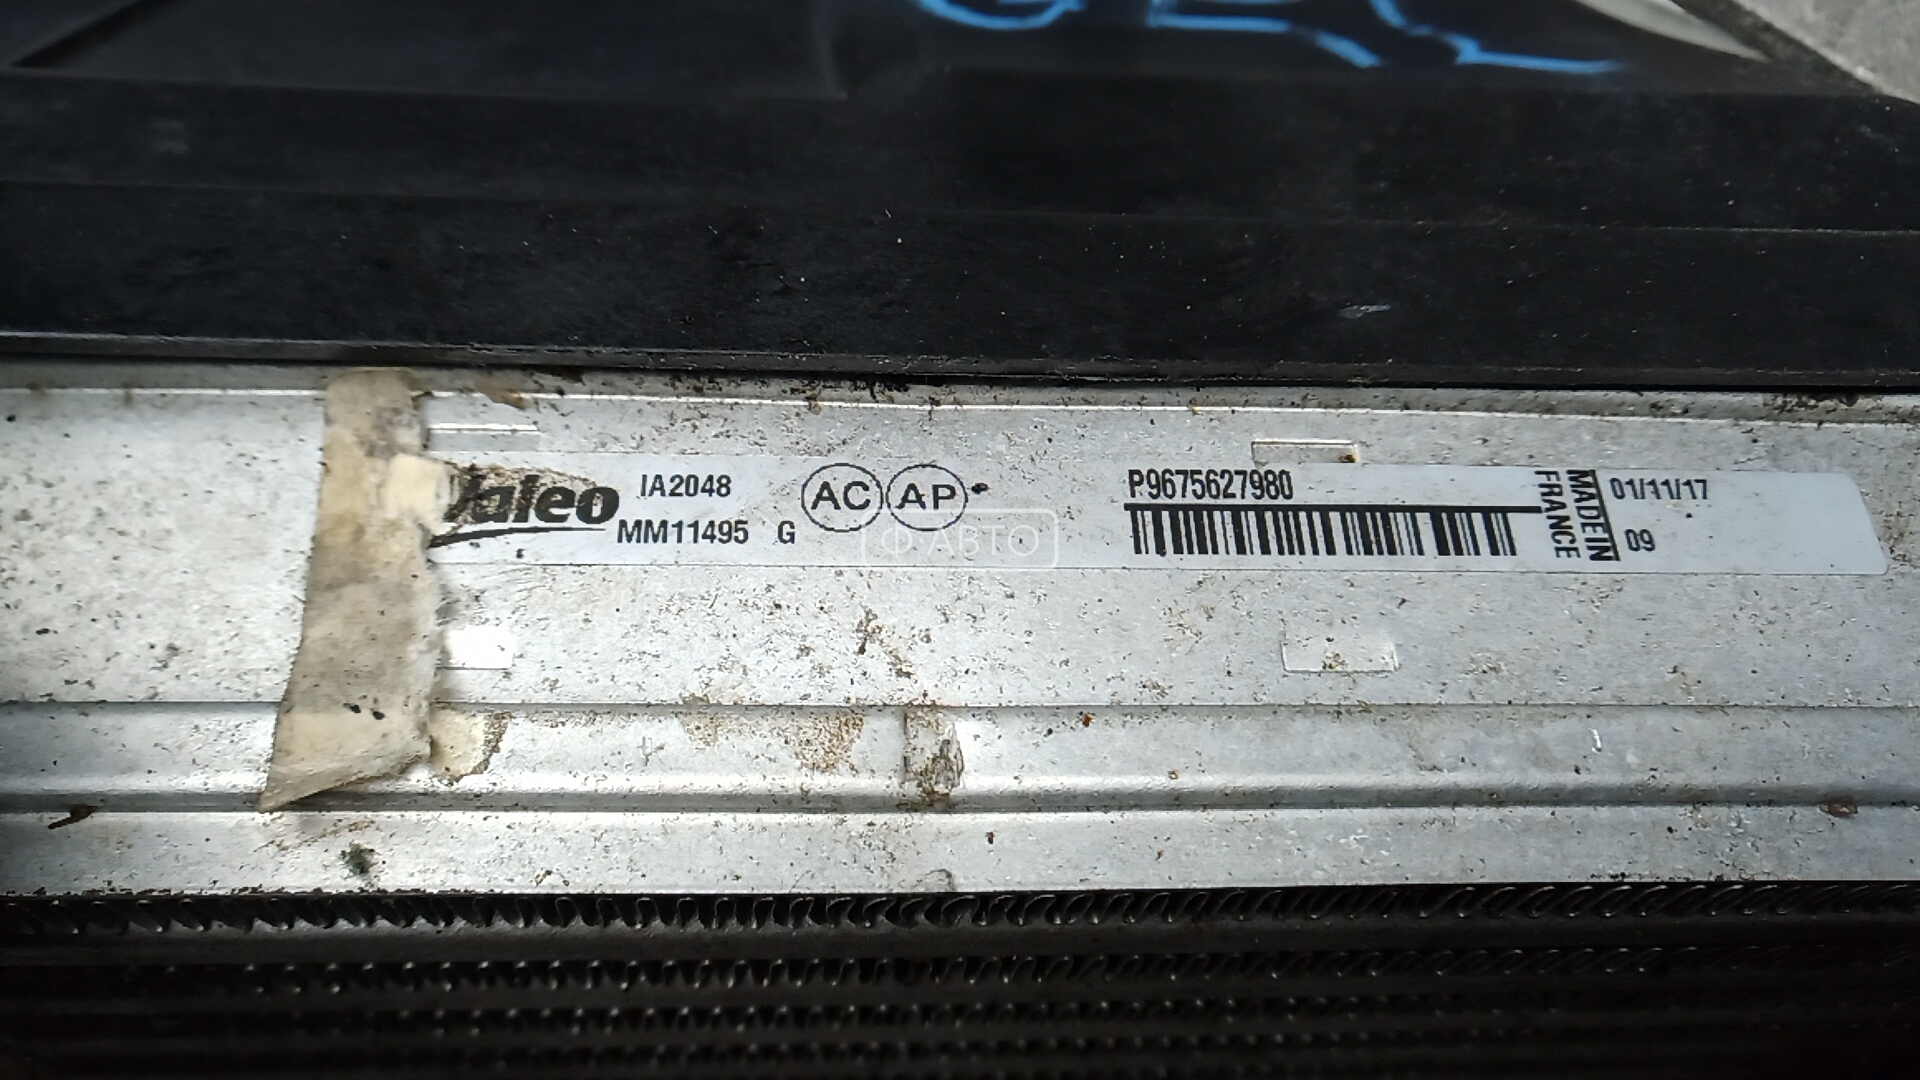 Valeo
IA2048
MM11495 G
AC AP
P9675627980
MADE IN
FRANCE
01/11/17
09
Ф АВТО